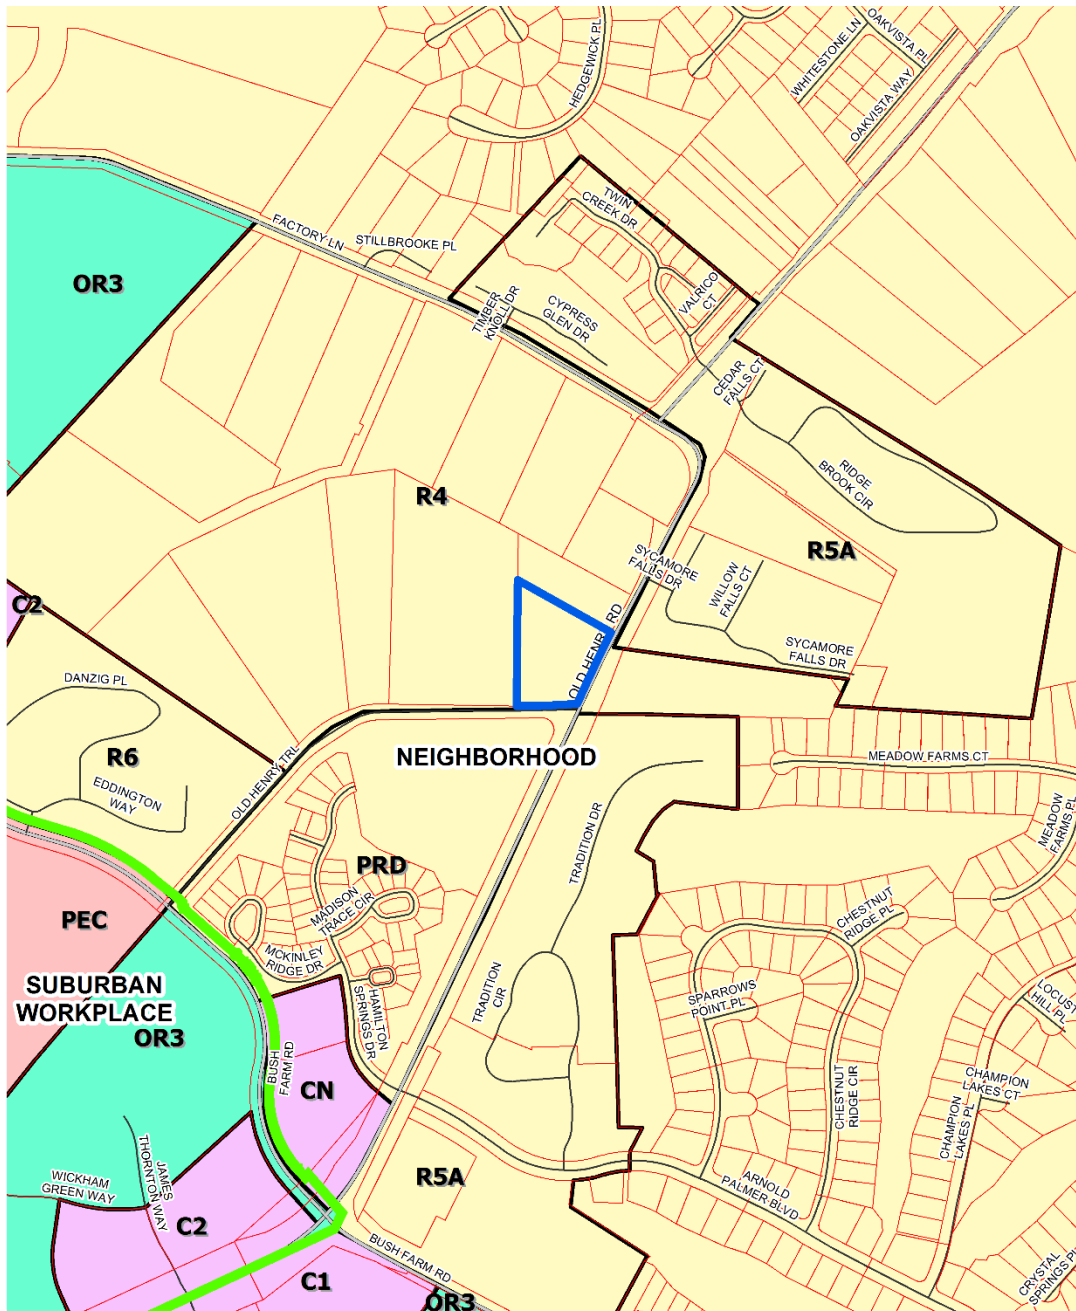 HEDGEWICK PL
WHITESTONE LN
OAKVISTA PL
OAKVISTA WAY
TWIN
CREEK DR
FACTORY LN
STILLBROOKE PL
OR3
TIMBER
KNOLL DR
CYPRESS
GLEN DR
VALRICO
CT
CEDAR
FALLS CT
RIDGE
BROOK CIR
R4
R5A
SYCAMORE
FALLS DR
WILLOW
FALLS CT
C2
OLD HENRY RD
SYCAMORE
FALLS DR
DANZIG PL
R6
EDDINGTON
WAY
OLD HENRY TRL
NEIGHBORHOOD
MEADOW FARMS CT
MEADOW
FARMS PL
TRADITION DR
PRD
MADISON
TRACE CIR
PEC
MCKINLEY
RIDGE DR
CHESTNUT
RIDGE PL
SUBURBAN
WORKPLACE
OR3
HAMILTON
SPRINGS DR
TRADITION
CIR
SPARROWS
POINT PL
LOCUST
HILL PL
BUSH
FARM RD
CN
CHESTNUT
RIDGE CIR
CHAMPION
LAKES CT
CHAMPION
LAKES PL
JAMES
THORNTON WAY
WICKHAM
GREEN WAY
R5A
ARNOLD
PALMER BLVD
C2
BUSH FARM RD
C1
OR3
CRYSTAL
SPRINGS PL